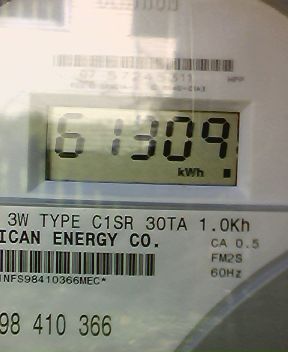 61309
kWh
3W TYPE C1SR 30TA 1.0Kh
ICAN ENERGY CO.
CA 0.5
FM2S
60Hz
INFS98410366MEC*
98 410 366